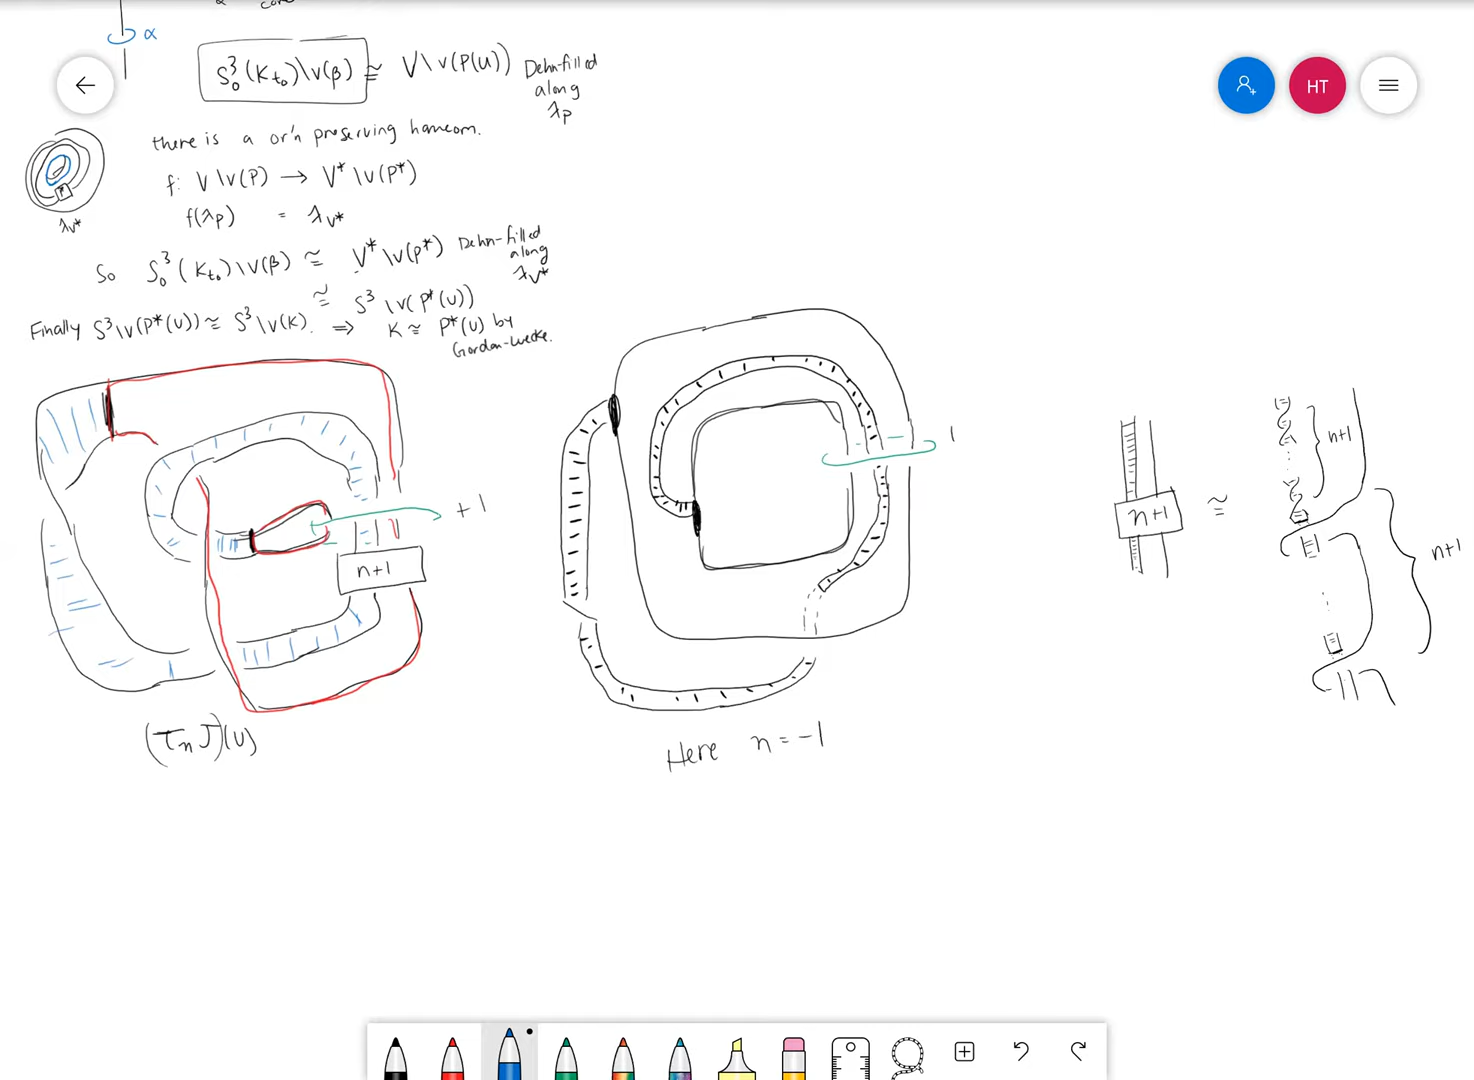 α
S³₀(K_{t₀})\ν(β) ≅ V\ν(P(U)) Dehn-filled
along
λ_P
there is a or'n preserving homeom.
f: V\ν(P) → V*\ν(P*)
f(λ_P) = λ_{V*}
λ_{V*}
So S³₀(K_{t₀})\ν(β) ≅ V*\ν(P*) Dehn-filled
along
λ_{V*}
≅ S³\ν(P*(U))
Finally S³\ν(P*(U)) ≅ S³\ν(K). ⟹ K ≅ P*(U) by
Gordon-Luecke.
+1
n+1
(T_n J)(U)
1
Here n = -1
n+1
≅
n+1
n+1
HT